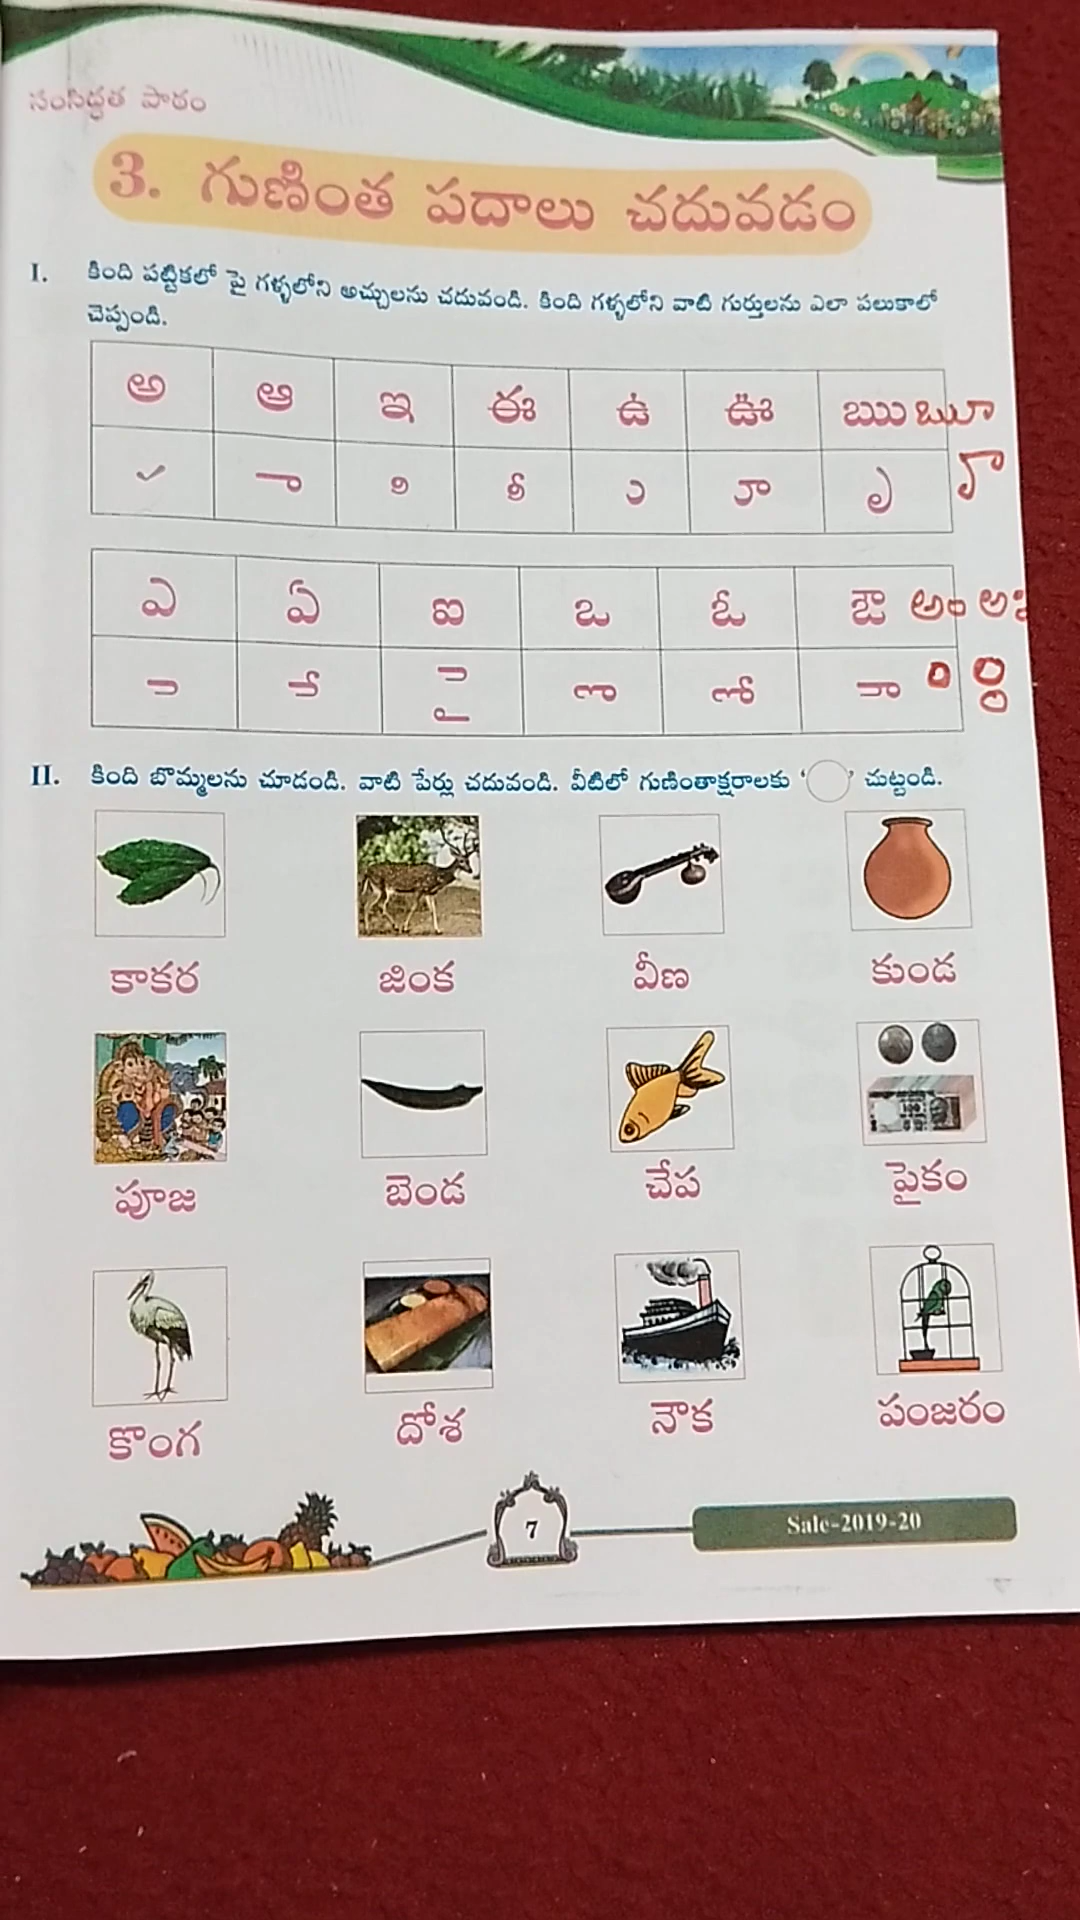 సంసిద్ధత పాఠం
3. గుణింత పదాలు చదువడం
I. కింది పట్టికలో పై గళ్ళలోని అచ్చులను చదువండి. కింది గళ్ళలోని వాటి గుర్తులను ఎలా పలుకాలో
చెప్పండి.
అ ఆ ఇ ఈ ఉ ఊ ఋ ౠ
ా ి ీ ు ూ ృ ౄ
ఎ ఏ ఐ ఒ ఓ ఔ అం అః
ె ే ై ొ ో ౌ ం ః
II. కింది బొమ్మలను చూడండి. వాటి పేర్లు చదువండి. వీటిలో గుణింతాక్షరాలకు ‘◯’ చుట్టండి.
కాకర జింక వీణ కుండ
పూజ బెండ చేప పైకం
కొంగ దోశ నౌక పంజరం
7
Sale-2019-20